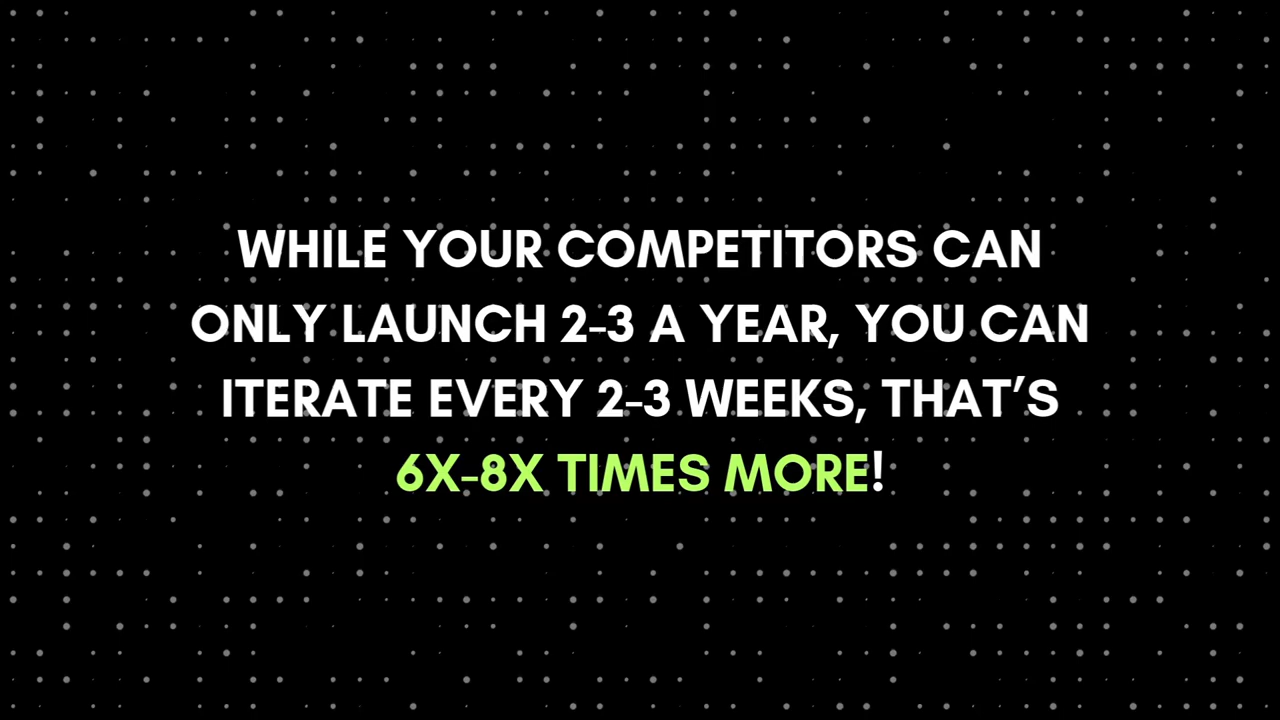 WHILE YOUR COMPETITORS CAN
ONLY LAUNCH 2-3 A YEAR, YOU CAN
ITERATE EVERY 2-3 WEEKS, THAT’S
6X-8X TIMES MORE!